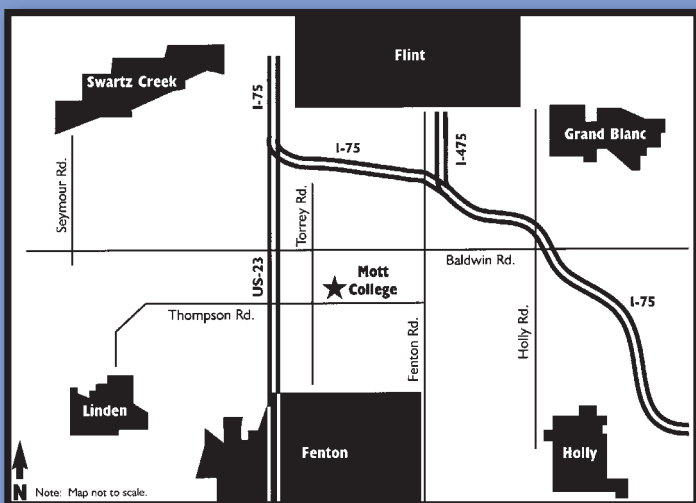 Flint
Swartz Creek
I-75
Grand Blanc
I-75
I-475
Seymour Rd.
Torrey Rd.
Baldwin Rd.
US-23
Mott
College
I-75
Thompson Rd.
Fenton Rd.
Holly Rd.
Linden
Fenton
Holly
N
Note: Map not to scale.